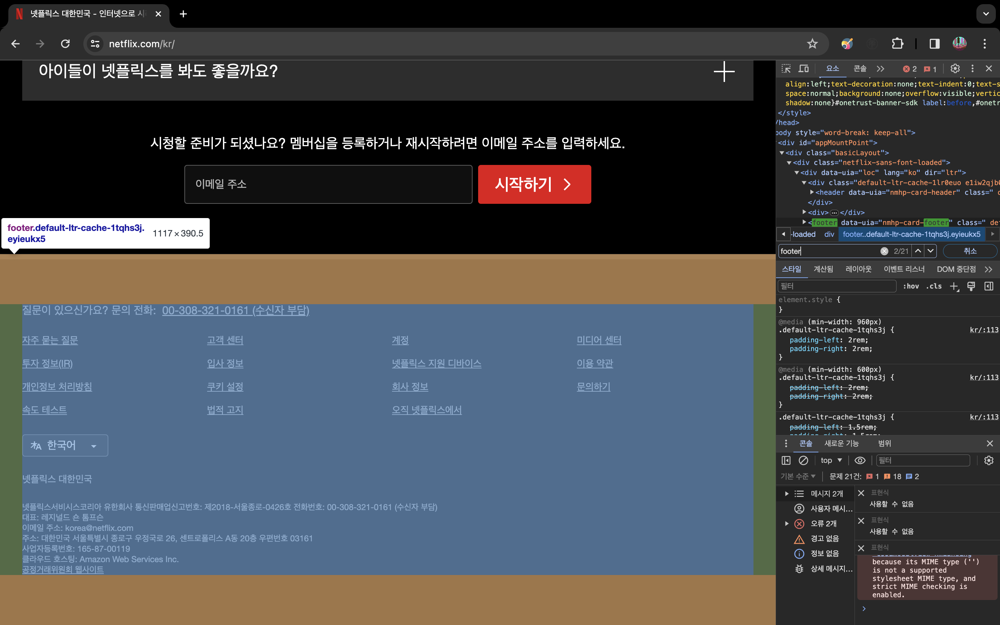 넷플릭스 대한민국 - 인터넷으로 시
netflix.com/kr/
아이들이 넷플릭스를 봐도 좋을까요?
시청할 준비가 되셨나요? 멤버십을 등록하거나 재시작하려면 이메일 주소를 입력하세요.
이메일 주소
시작하기
footer.default-ltr-cache-1tqhs3j.
eyieukx5
1117 × 390.5
질문이 있으신가요? 문의 전화: 00-308-321-0161 (수신자 부담)
자주 묻는 질문 고객 센터 계정 미디어 센터
투자 정보(IR) 입사 정보 넷플릭스 지원 디바이스 이용 약관
개인정보 처리방침 쿠키 설정 회사 정보 문의하기
속도 테스트 법적 고지 오직 넷플릭스에서
한국어
넷플릭스 대한민국
넷플릭스서비시스코리아 유한회사 통신판매업신고번호: 제2018-서울종로-0426호 전화번호: 00-308-321-0161 (수신자 부담)
대표: 레지널드 숀 톰프슨
이메일 주소: korea@netflix.com
주소: 대한민국 서울특별시 종로구 우정국로 26, 센트로폴리스 A동 20층 우편번호 03161
사업자등록번호: 165-87-00119
클라우드 호스팅: Amazon Web Services Inc.
공정거래위원회 웹사이트
요소 콘솔 2 1
align:left;text-decoration:none;text-indent:0;text-s
space:normal;background:none;overflow:visible;vertic
shadow:none}#onetrust-banner-sdk label:before,#onetr
</style>
/head>
body style="word-break: keep-all">
<div id="appMountPoint">
<div class="basicLayout">
<div class="netflix-sans-font-loaded">
<div data-uia="loc" lang="ko" dir="ltr">
<div class="default-ltr-cache-1lr0euo e1iw2qjb0
<header data-uia="nmhp-card-header" class=" d
</div>
<div>…</div>
<footer data-uia="nmhp-card-footer" class=" def
-loaded div footer..default-ltr-cache-1tqhs3j.eyieukx5
footer 2/21 취소
스타일 계산됨 레이아웃 이벤트 리스너 DOM 중단점
필터 :hov .cls
element.style {
}
@media (min-width: 960px)
.default-ltr-cache-1tqhs3j { kr/:113
padding-left: 2rem;
padding-right: 2rem;
}
@media (min-width: 600px)
.default-ltr-cache-1tqhs3j { kr/:113
padding-left: 2rem;
padding-right: 2rem;
}
.default-ltr-cache-1tqhs3j { kr/:113
padding-left: 1.5rem;
padding-right: 1.5rem;
콘솔 새로운 기능 범위
top 필터
기본 수준 문제 21건: 1 18 2
메시지 2개
사용자 메시...
오류 2개
경고 없음
정보 없음
상세 메시지...
표현식
사용할 수 없음
표현식
사용할 수 없음
표현식
because its MIME type ('')
is not a supported
stylesheet MIME type, and
strict MIME checking is
enabled.